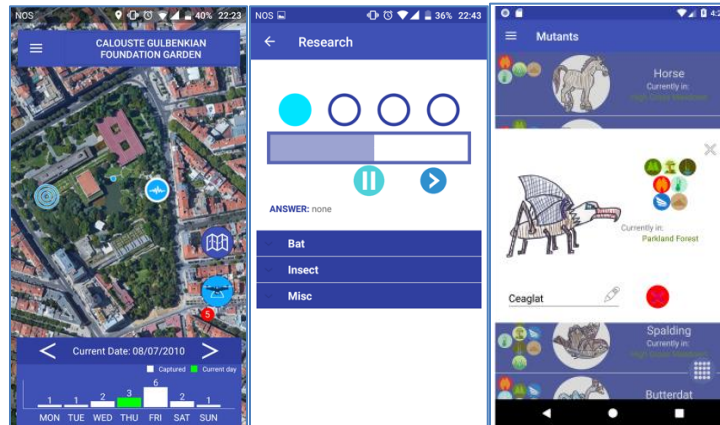 NOS
40% 22:23
CALOUSTE GULBENKIAN
FOUNDATION GARDEN
5
Current Date: 08/07/2010
Captured Current day
1 1 2 3 6 2 1
MON TUE WED THU FRI SAT SUN
NOS
36% 22:43
Research
ANSWER: none
Bat
Insect
Misc
Mutants
Horse
Currently in:
Currently in:
Parkland Forest
Ceaglat
Spalding
Currently in:
Butterdat